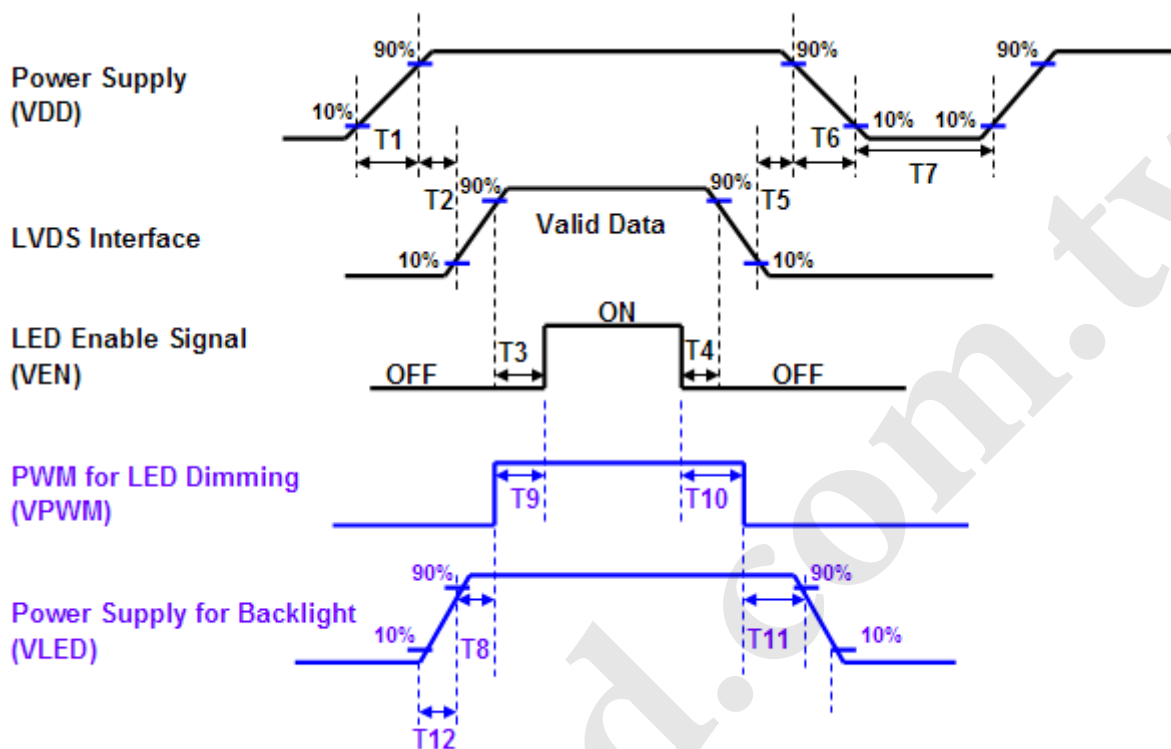 90% 90% 90%
Power Supply
(VDD)
10% 10% 10%
T1 T6 T7
T2 T5
90% 90%
Valid Data
LVDS Interface
10% 10%
ON
LED Enable Signal
(VEN)
T3 T4
OFF OFF
PWM for LED Dimming
(VPWM)
T9 T10
90% 90%
Power Supply for Backlight
(VLED)
10% 10%
T8 T11
T12
d.com.tw